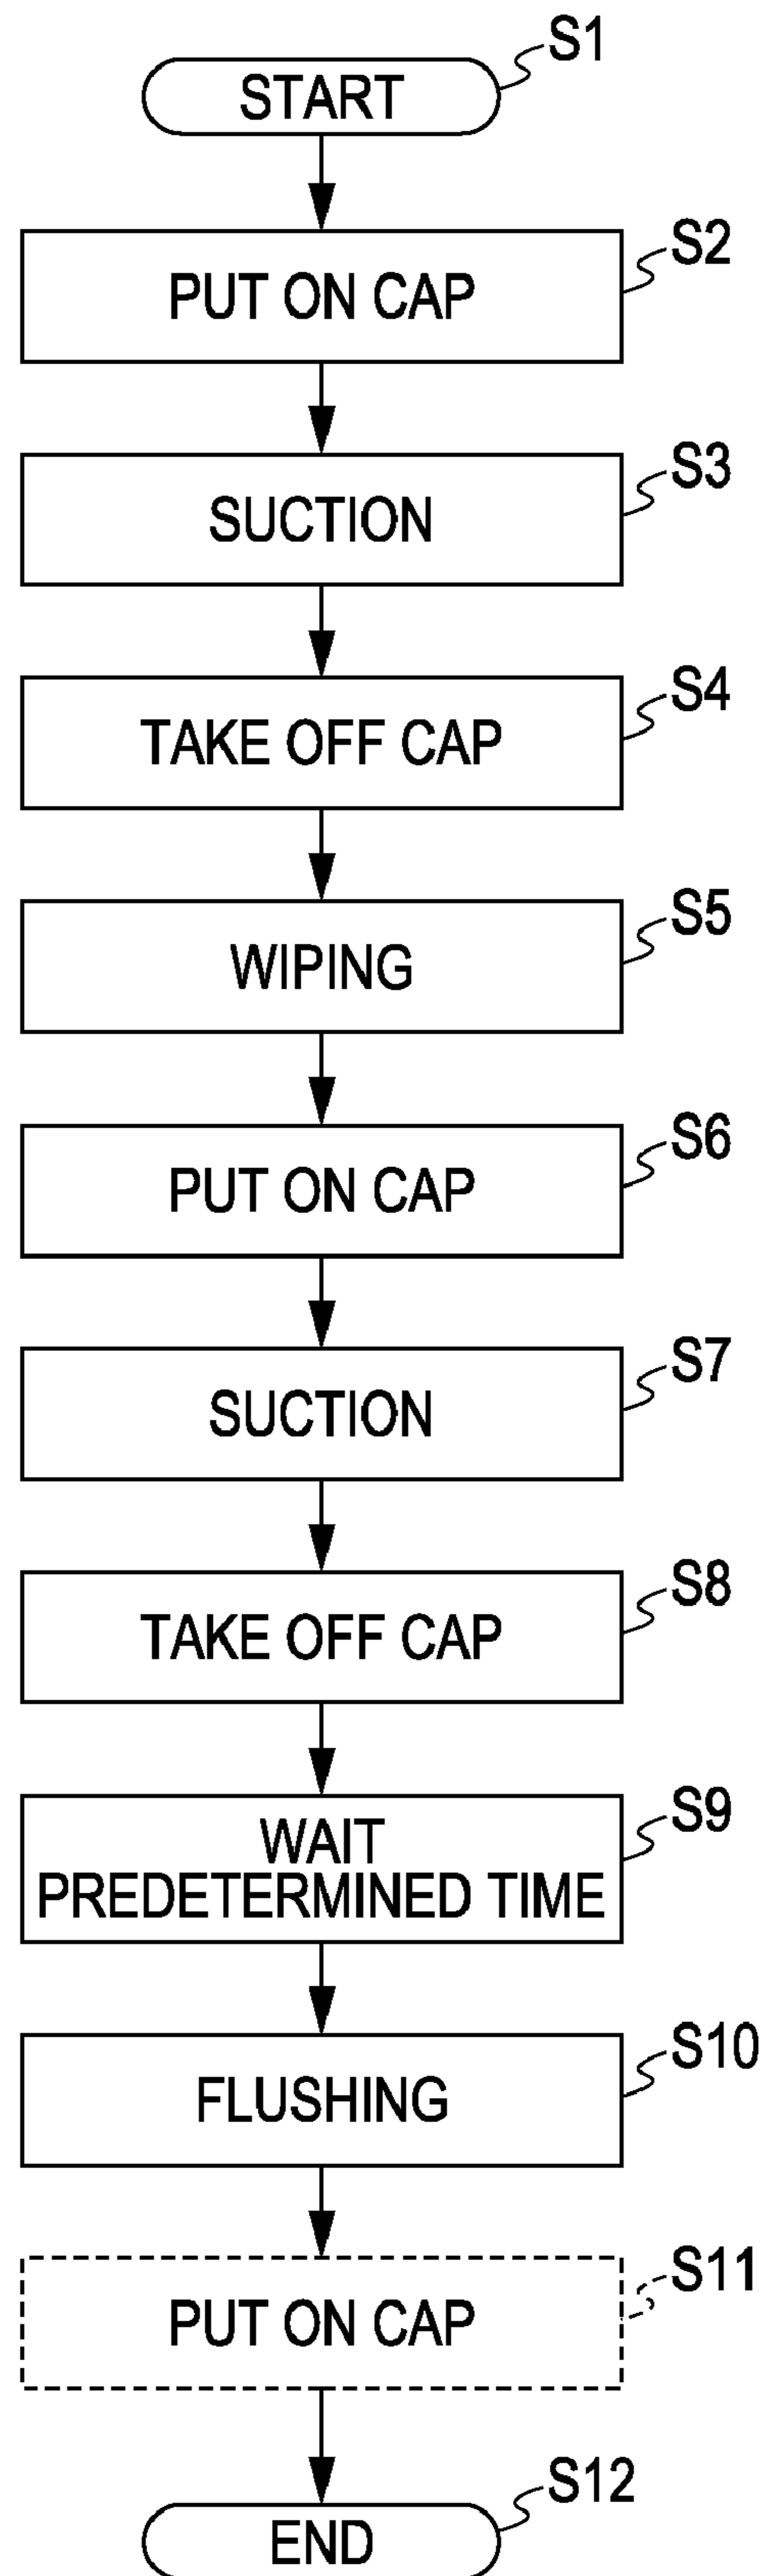 START
S1
PUT ON CAP
S2
SUCTION
S3
TAKE OFF CAP
S4
WIPING
S5
PUT ON CAP
S6
SUCTION
S7
TAKE OFF CAP
S8
WAIT
PREDETERMINED TIME
S9
FLUSHING
S10
PUT ON CAP
S11
END
S12